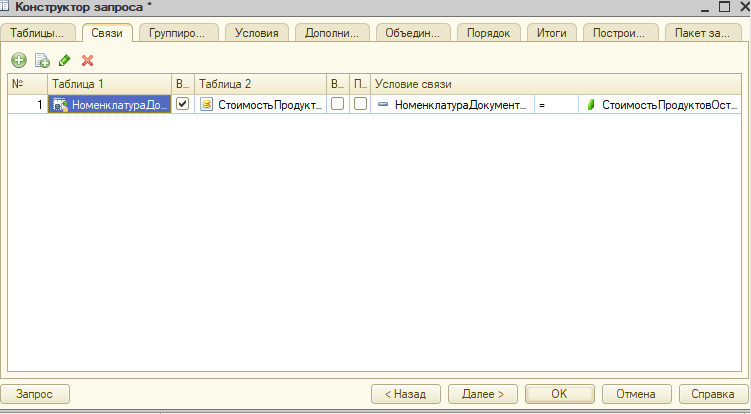 Конструктор запроса *
Таблицы... Связи Группиро... Условия Дополни... Объедин... Порядок Итоги Построи... Пакет за...
№ Таблица 1 В... Таблица 2 В... П... Условие связи
1 НоменклатураДо... СтоимостьПродукт... НоменклатураДокумент... = СтоимостьПродуктовОст...
Запрос < Назад Далее > OK Отмена Справка